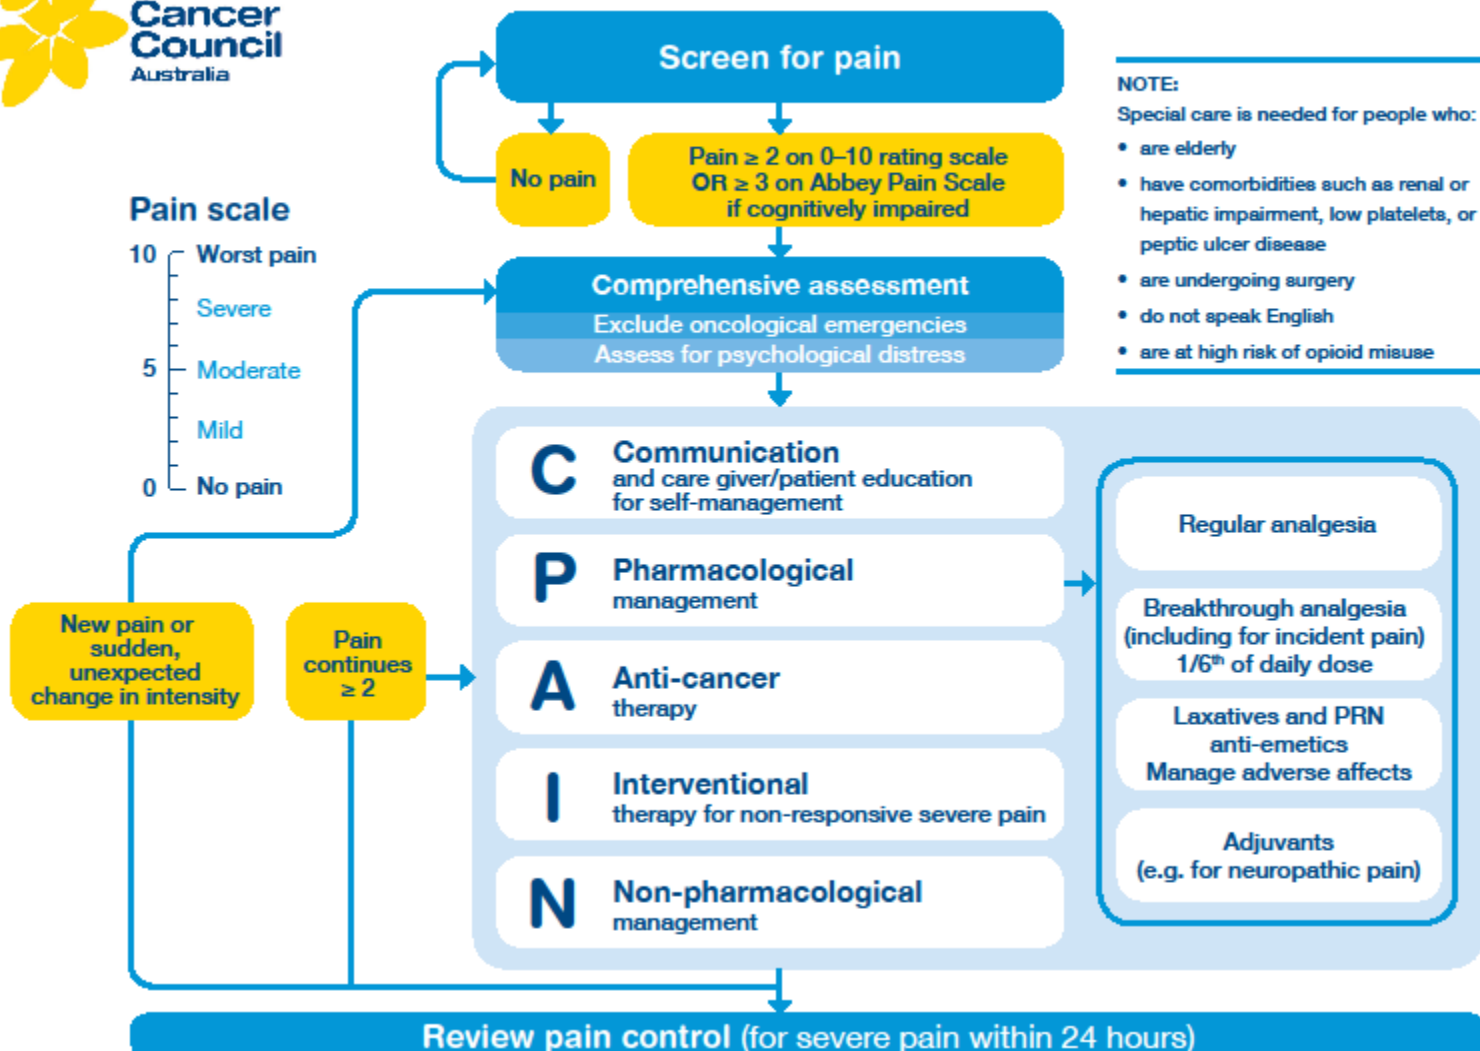 Cancer
Council
Australia
Screen for pain
No pain
Pain ≥ 2 on 0–10 rating scale
OR ≥ 3 on Abbey Pain Scale
if cognitively impaired
NOTE:
Special care is needed for people who:
• are elderly
• have comorbidities such as renal or
hepatic impairment, low platelets, or
peptic ulcer disease
• are undergoing surgery
• do not speak English
• are at high risk of opioid misuse
Pain scale
10 Worst pain
Severe
5 Moderate
Mild
0 No pain
Comprehensive assessment
Exclude oncological emergencies
Assess for psychological distress
New pain or
sudden,
unexpected
change in intensity
Pain
continues
≥ 2
C Communication
and care giver/patient education
for self-management
P Pharmacological
management
A Anti-cancer
therapy
I Interventional
therapy for non-responsive severe pain
N Non-pharmacological
management
Regular analgesia
Breakthrough analgesia
(including for incident pain)
1/6th of daily dose
Laxatives and PRN
anti-emetics
Manage adverse affects
Adjuvants
(e.g. for neuropathic pain)
Review pain control (for severe pain within 24 hours)